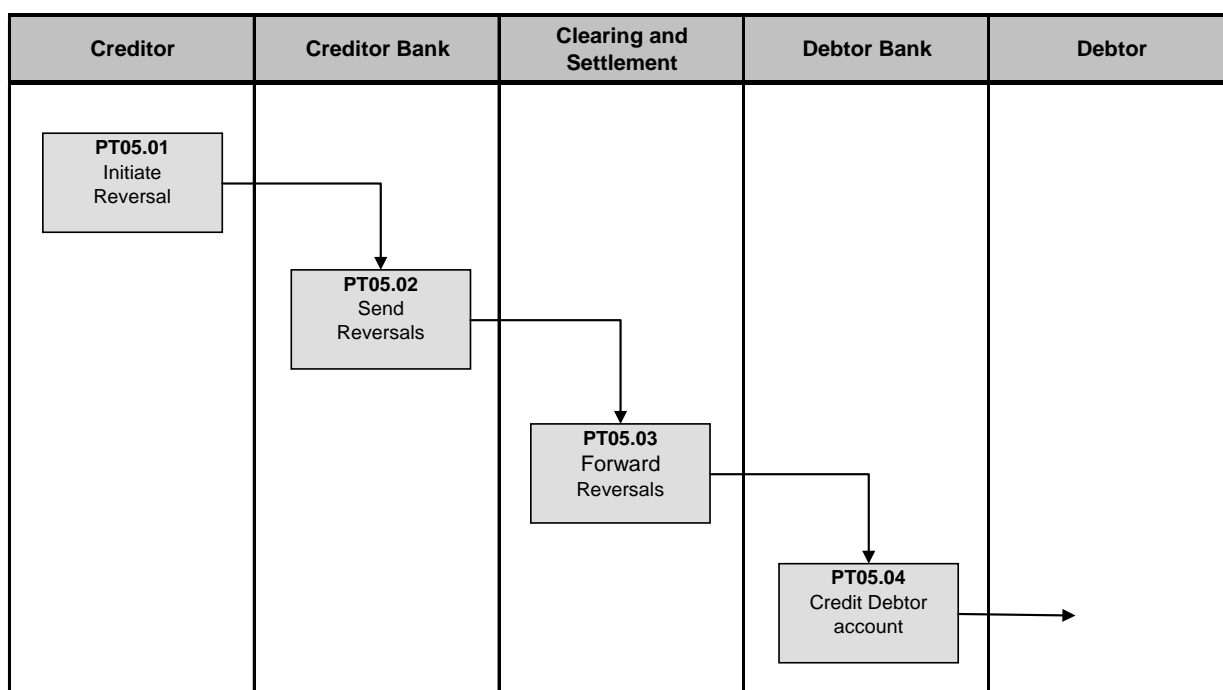 Creditor
Creditor Bank
Clearing and
Settlement
Debtor Bank
Debtor
PT05.01
Initiate
Reversal
PT05.02
Send
Reversals
PT05.03
Forward
Reversals
PT05.04
Credit Debtor
account